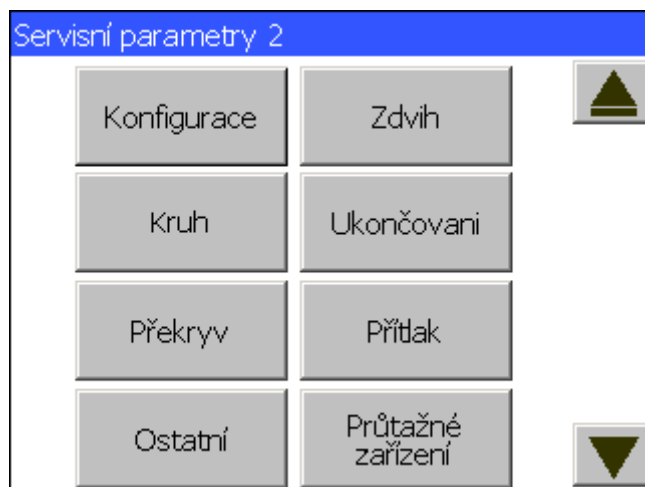 Servisní parametry 2
Konfigurace
Zdvih
Kruh
Ukončovani
Překryv
Přítlak
Ostatní
Průtažné
zařízení